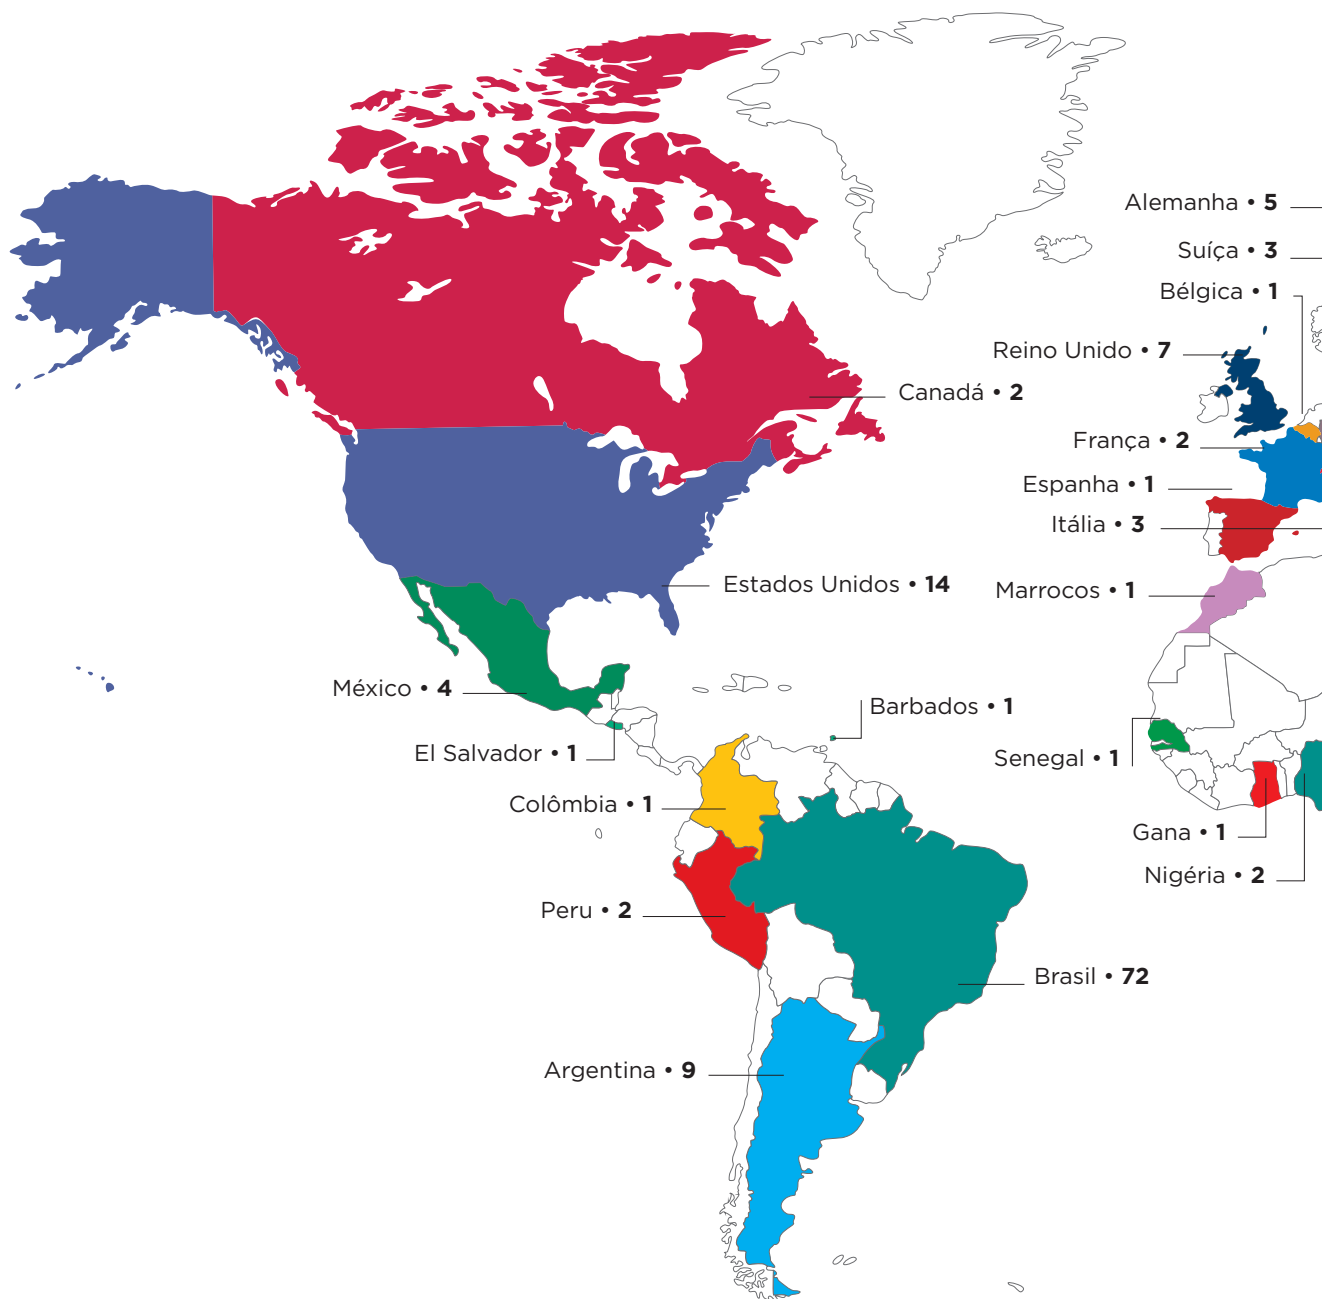 Alemanha • 5
Suíça • 3
Bélgica • 1
Reino Unido • 7
Canadá • 2
França • 2
Espanha • 1
Itália • 3
Estados Unidos • 14
Marrocos • 1
México • 4
Barbados • 1
El Salvador • 1
Senegal • 1
Colômbia • 1
Gana • 1
Nigéria • 2
Peru • 2
Brasil • 72
Argentina • 9